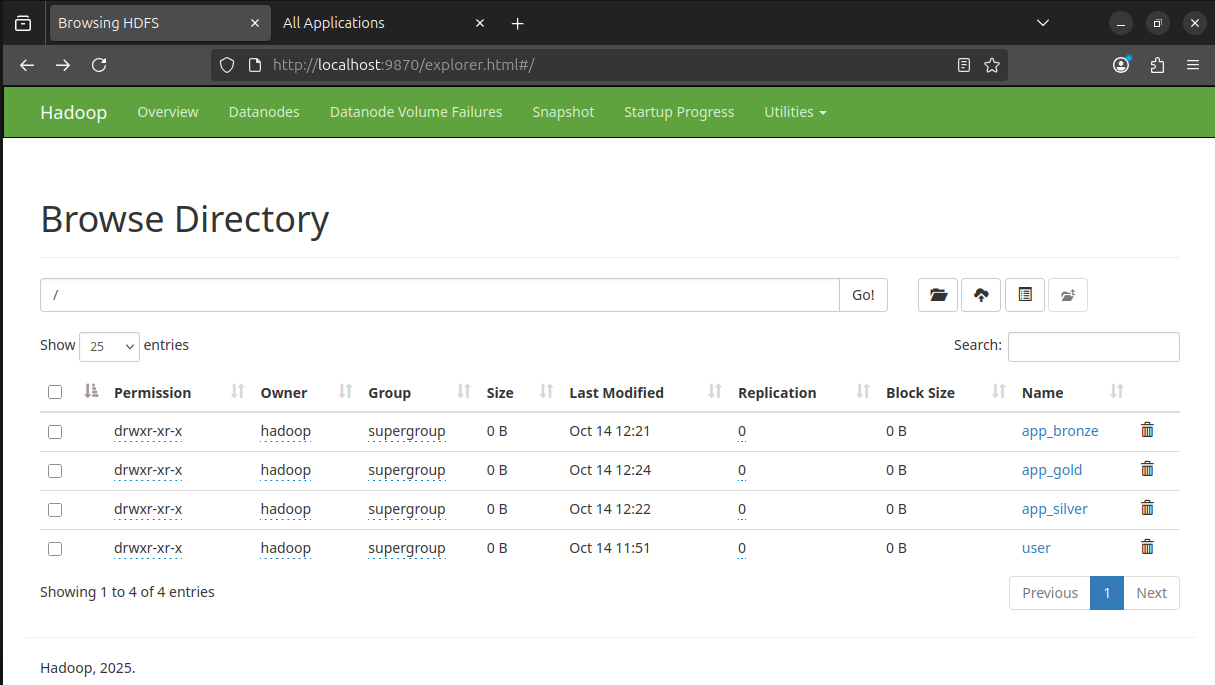 Browsing HDFS All Applications
http://localhost:9870/explorer.html#/
Hadoop Overview Datanodes Datanode Volume Failures Snapshot Startup Progress Utilities
Browse Directory
/ Go!
Show 25 entries Search:
Permission Owner Group Size Last Modified Replication Block Size Name
drwxr-xr-x hadoop supergroup 0 B Oct 14 12:21 0 0 B app_bronze
drwxr-xr-x hadoop supergroup 0 B Oct 14 12:24 0 0 B app_gold
drwxr-xr-x hadoop supergroup 0 B Oct 14 12:22 0 0 B app_silver
drwxr-xr-x hadoop supergroup 0 B Oct 14 11:51 0 0 B user
Showing 1 to 4 of 4 entries Previous 1 Next
Hadoop, 2025.